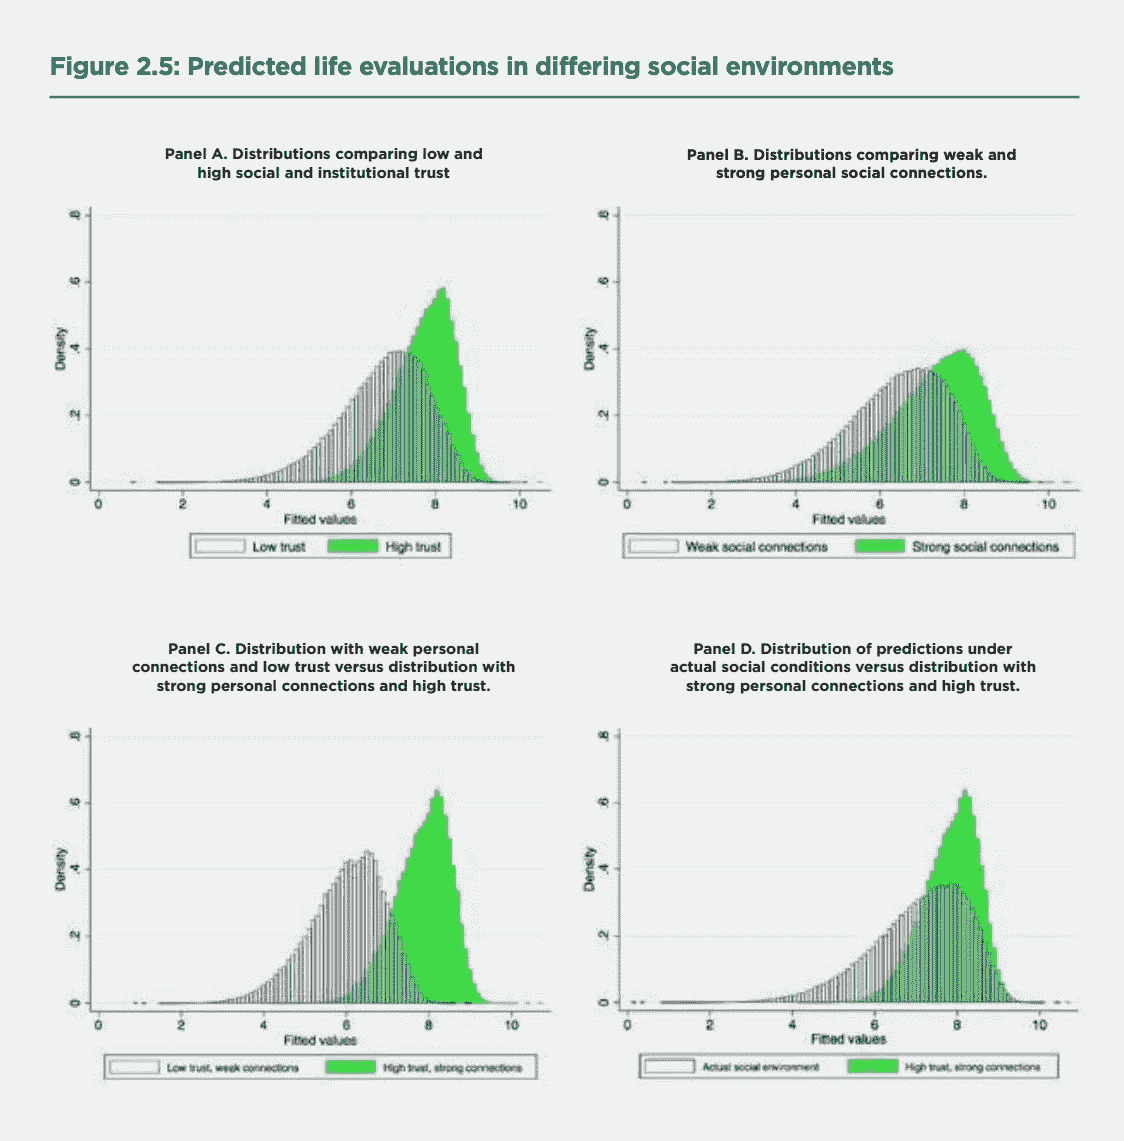 Figure 2.5: Predicted life evaluations in differing social environments
Panel A. Distributions comparing low and
high social and institutional trust
.8
.6
.4
.2
0
Density
0 2 4 6 8 10
Fitted values
Low trust High trust
Panel B. Distributions comparing weak and
strong personal social connections.
.8
.6
.4
.2
0
Density
0 2 4 6 8 10
Fitted values
Weak social connections Strong social connections
Panel C. Distribution with weak personal
connections and low trust versus distribution with
strong personal connections and high trust.
.8
.6
.4
.2
0
Density
0 2 4 6 8 10
Fitted values
Low trust, weak connections High trust, strong connections
Panel D. Distribution of predictions under
actual social conditions versus distribution with
strong personal connections and high trust.
.8
.6
.4
.2
0
Density
0 2 4 6 8 10
Fitted values
Actual social environment High trust, strong connections